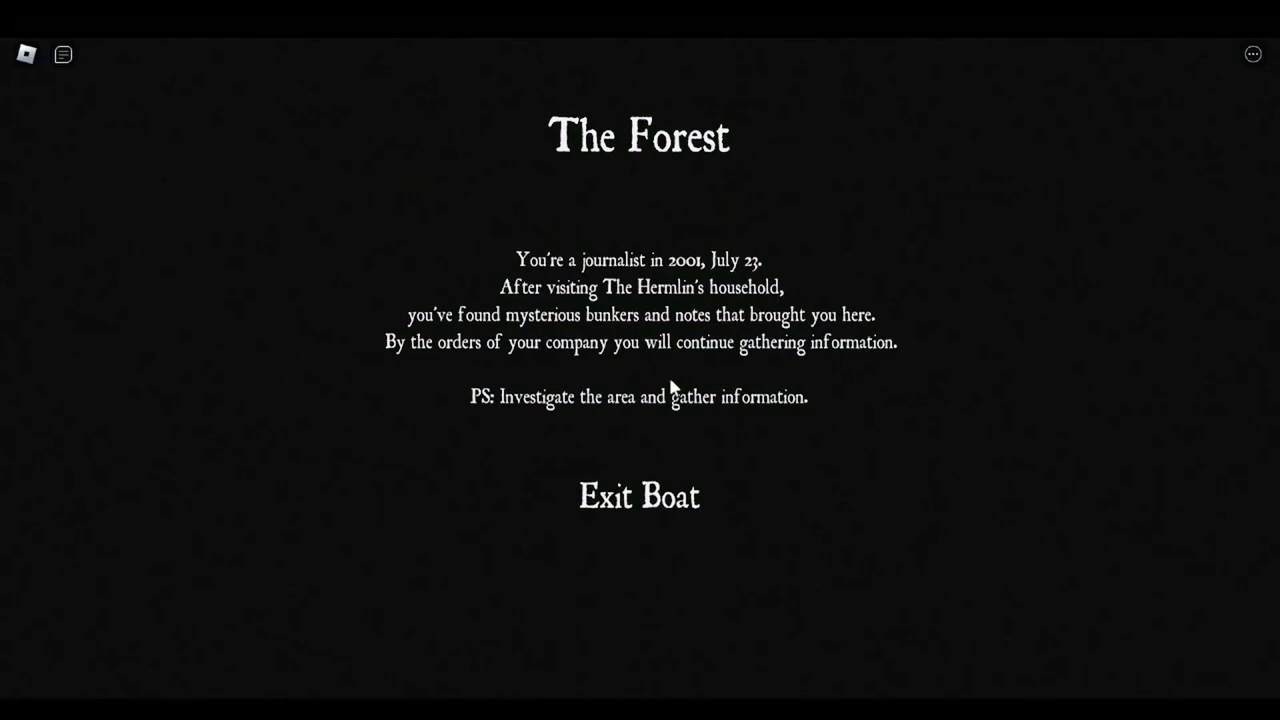 The Forest
You're a journalist in 2001, July 23.
After visiting The Hermlin's household,
you've found mysterious bunkers and notes that brought you here.
By the orders of your company you will continue gathering information.
PS: Investigate the area and gather information.
Exit Boat